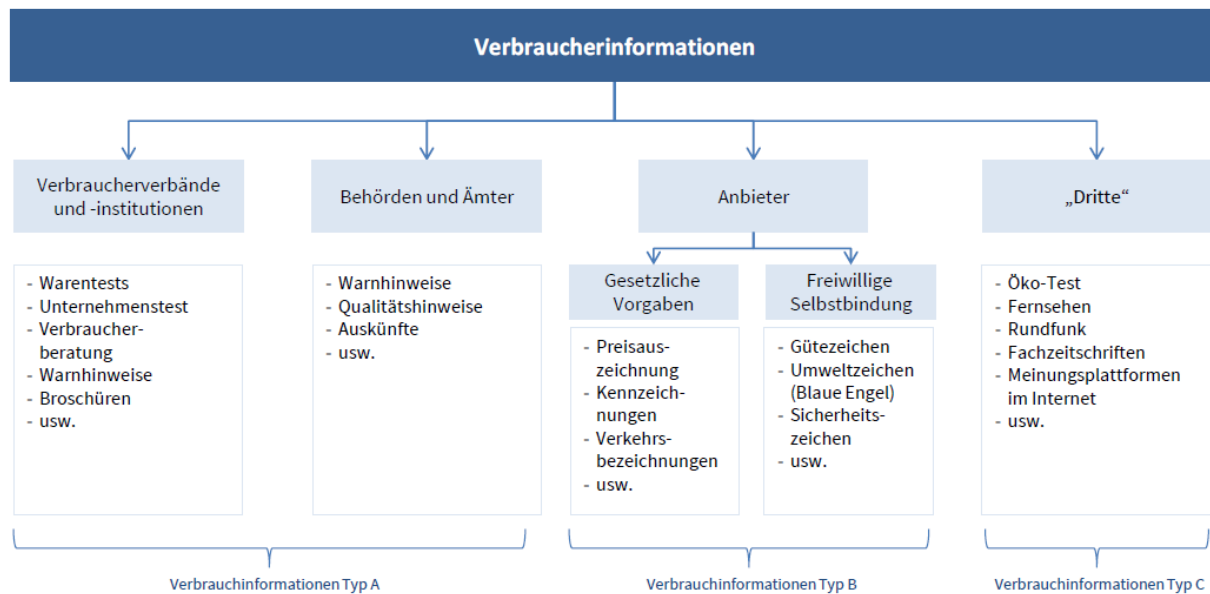 Verbraucherinformationen
Verbraucherverbände
und -institutionen
- Warentests
- Unternehmenstest
- Verbraucher-
beratung
- Warnhinweise
- Broschüren
- usw.
Behörden und Ämter
- Warnhinweise
- Qualitätshinweise
- Auskünfte
- usw.
Anbieter
Gesetzliche
Vorgaben
- Preisaus-
zeichnung
- Kennzeich-
nungen
- Verkehrs-
bezeichnungen
- usw.
Freiwillige
Selbstbindung
- Gütezeichen
- Umweltzeichen
(Blaue Engel)
- Sicherheits-
zeichen
- usw.
„Dritte“
- Öko-Test
- Fernsehen
- Rundfunk
- Fachzeitschriften
- Meinungsplattformen
im Internet
- usw.
Verbrauchinformationen Typ A
Verbrauchinformationen Typ B
Verbrauchinformationen Typ C